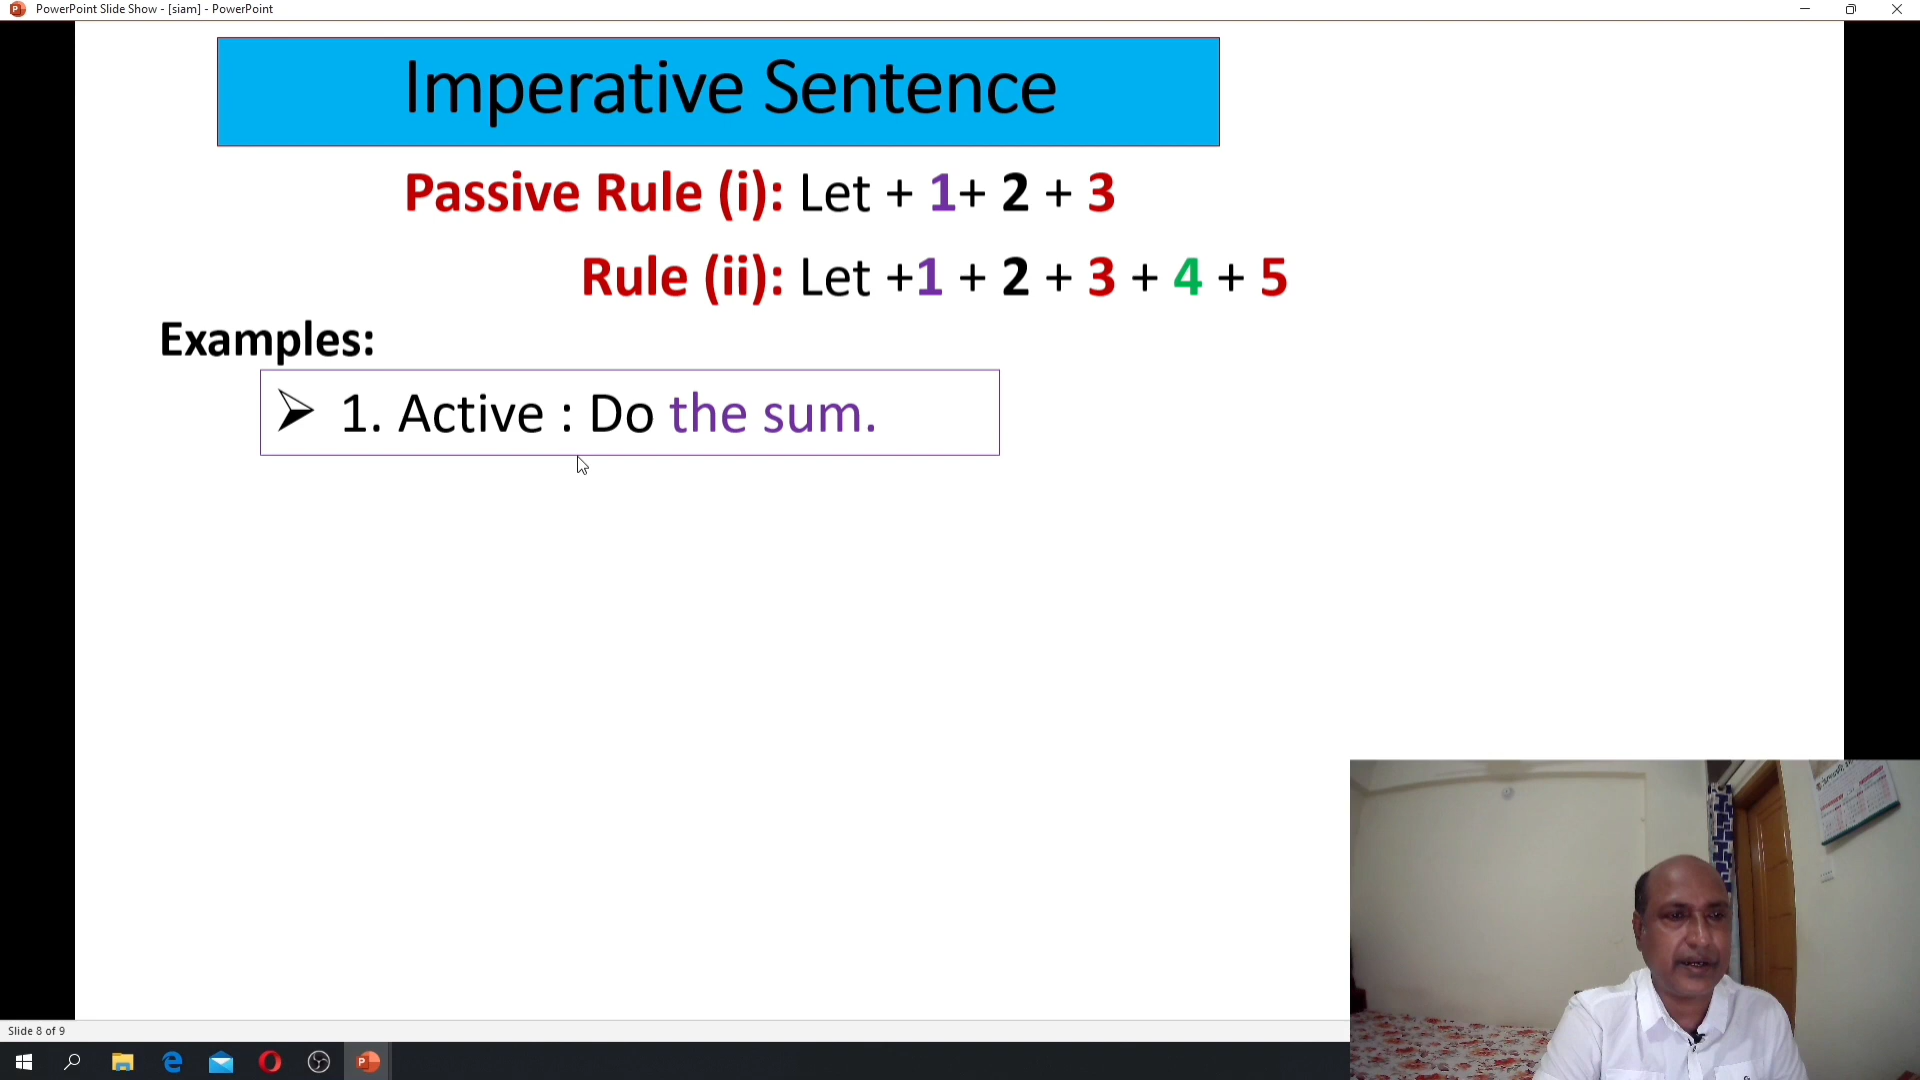 PowerPoint Slide Show - [siam] - PowerPoint
Imperative Sentence
Passive Rule (i): Let + 1+ 2 + 3
Rule (ii): Let +1 + 2 + 3 + 4 + 5
Examples:
1. Active : Do the sum.
Slide 8 of 9